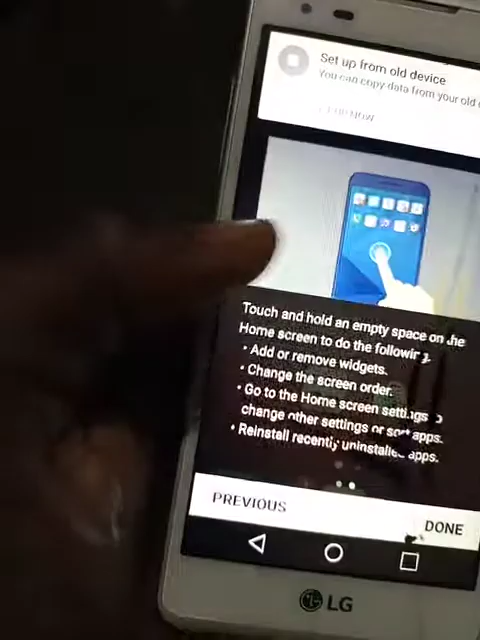 Set up from old device
You can copy data from your old
NOW
Touch and hold an empty space on the
Home screen to do the following.
• Add or remove widgets.
• Change the screen order.
• Go to the Home screen settings to
change other settings or sort apps.
• Reinstall recently uninstalled apps.
PREVIOUS
DONE
LG